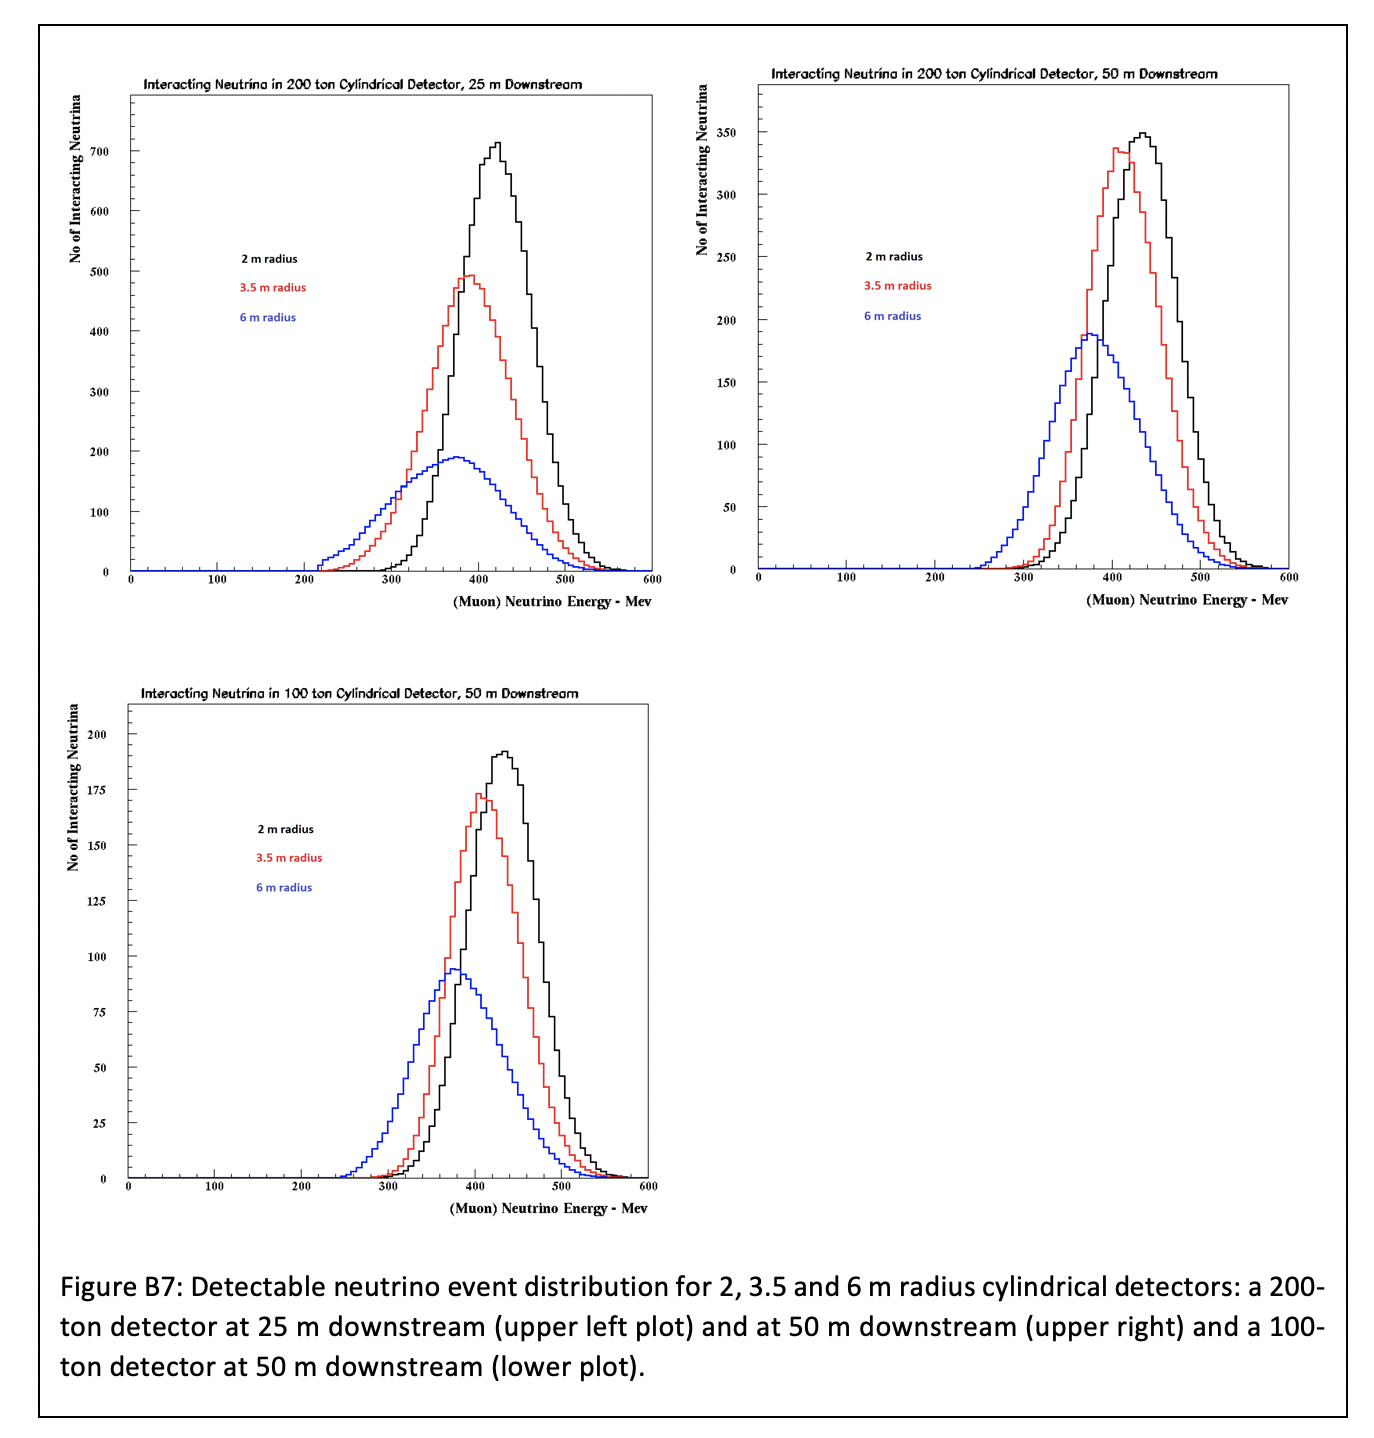 Interacting Neutrina in 200 ton Cylindrical Detector, 25 m Downstream
No of Interacting Neutrina
700
600
500
400
300
200
100
0
2 m radius
3.5 m radius
6 m radius
0 100 200 300 400 500 600
(Muon) Neutrino Energy - Mev
Interacting Neutrina in 200 ton Cylindrical Detector, 50 m Downstream
No of Interacting Neutrina
350
300
250
200
150
100
50
0
2 m radius
3.5 m radius
6 m radius
0 100 200 300 400 500 600
(Muon) Neutrino Energy - Mev
Interacting Neutrina in 100 ton Cylindrical Detector, 50 m Downstream
No of Interacting Neutrina
200
175
150
125
100
75
50
25
0
2 m radius
3.5 m radius
6 m radius
0 100 200 300 400 500 600
(Muon) Neutrino Energy - Mev
Figure B7: Detectable neutrino event distribution for 2, 3.5 and 6 m radius cylindrical detectors: a 200-
ton detector at 25 m downstream (upper left plot) and at 50 m downstream (upper right) and a 100-
ton detector at 50 m downstream (lower plot).